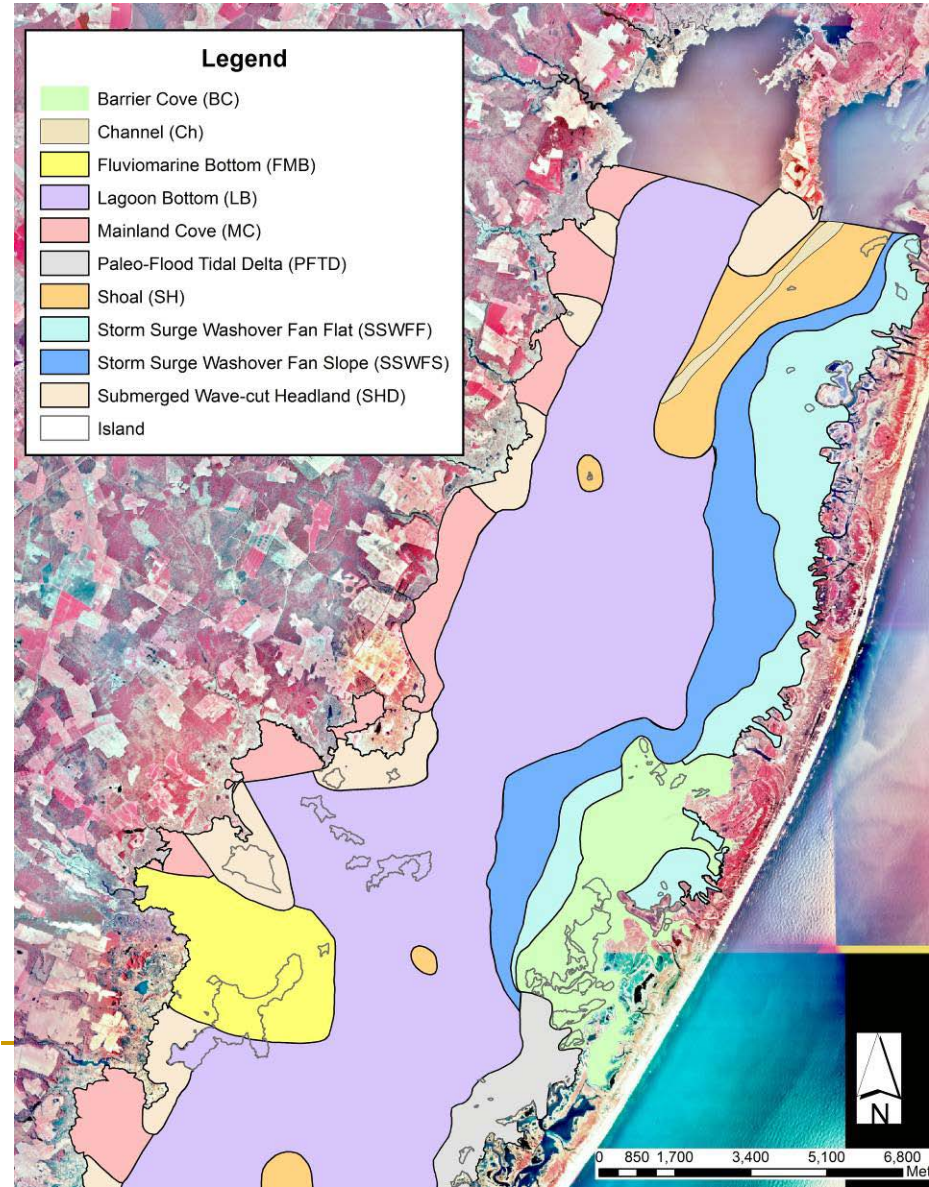 Legend
Barrier Cove (BC)
Channel (Ch)
Fluviomarine Bottom (FMB)
Lagoon Bottom (LB)
Mainland Cove (MC)
Paleo-Flood Tidal Delta (PFTD)
Shoal (SH)
Storm Surge Washover Fan Flat (SSWFF)
Storm Surge Washover Fan Slope (SSWFS)
Submerged Wave-cut Headland (SHD)
Island
N
0 850 1,700 3,400 5,100 6,800
Met